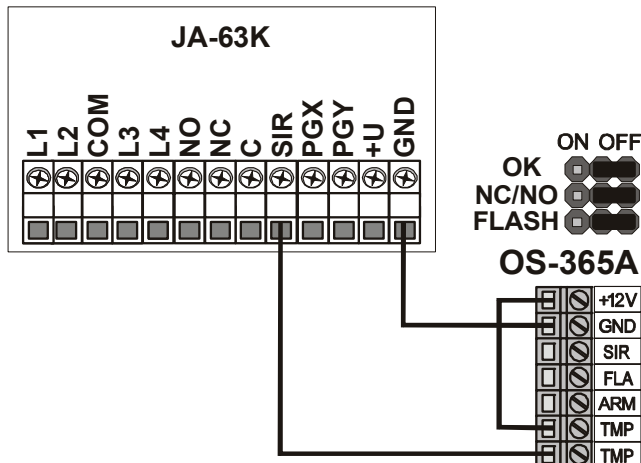 JA-63K
L1 L2 COM L3 L4 NO NC C SIR PGX PGY +U GND
ON OFF
OK
NC/NO
FLASH
OS-365A
+12V
GND
SIR
FLA
ARM
TMP
TMP